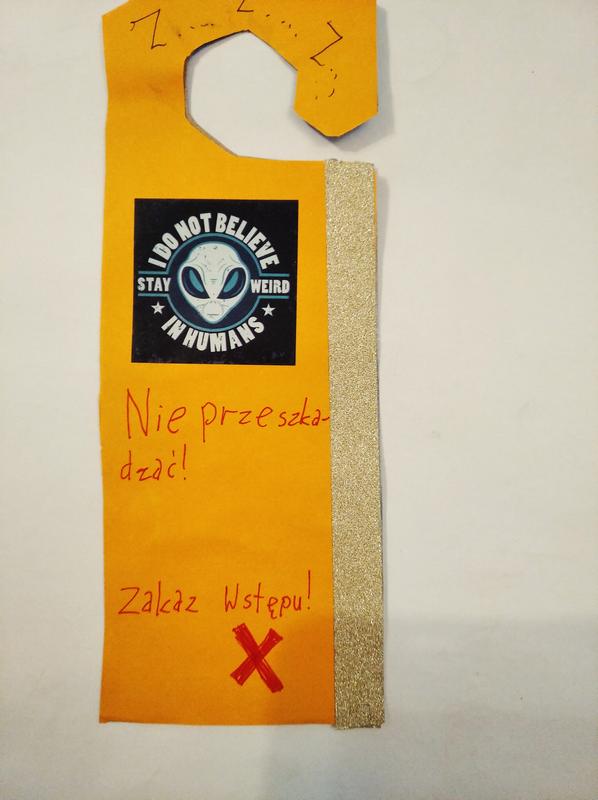 Z... Z.... Z...
I DO NOT BELIEVE
STAY WEIRD
IN HUMANS
Nie przeszka-
dzać!
Zakaz Wstępu!